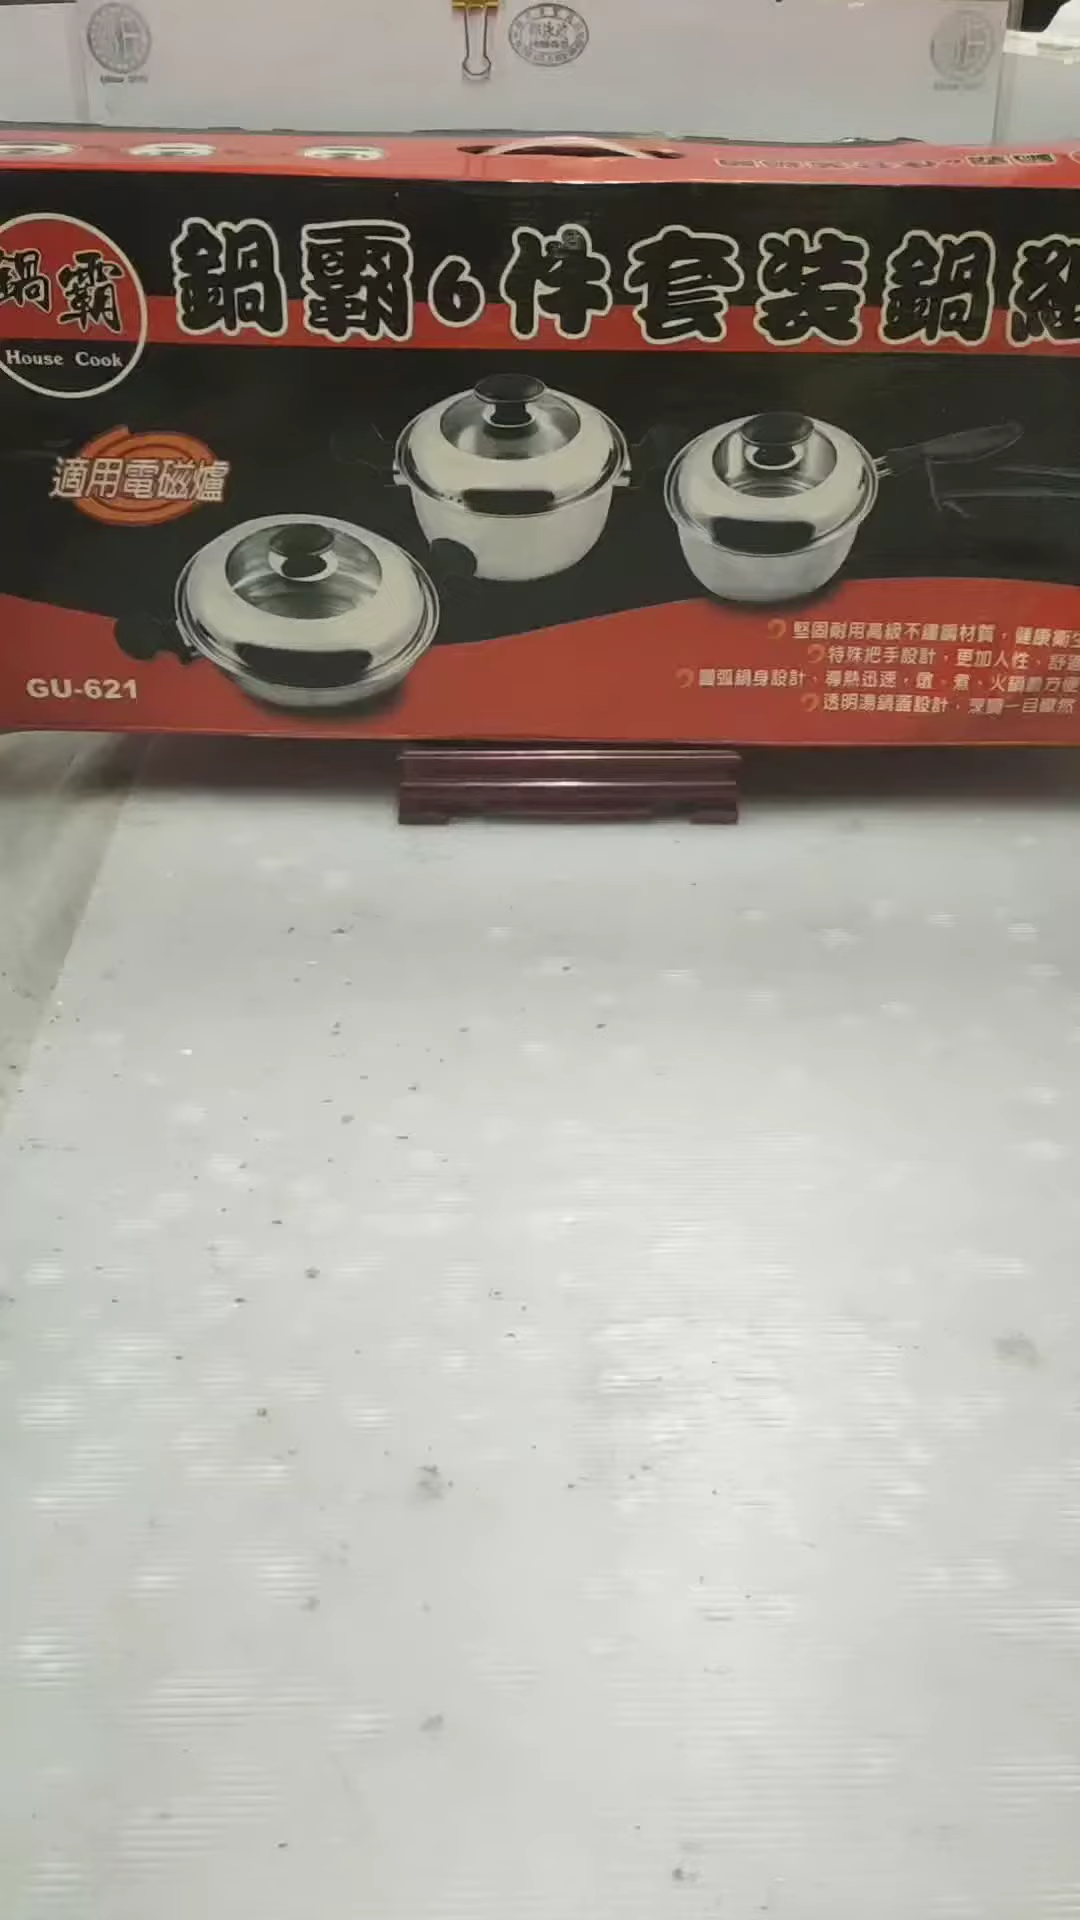 鍋霸6件套裝鍋組
鍋霸
House Cook
適用電磁爐
堅固耐用高級不鏽鋼材質，健康衛生
特殊把手設計，更加人性、舒適
圓弧鍋身設計、導熱迅速，燉、煮、火鍋最方便
透明湯鍋蓋設計，烹調一目瞭然
GU-621